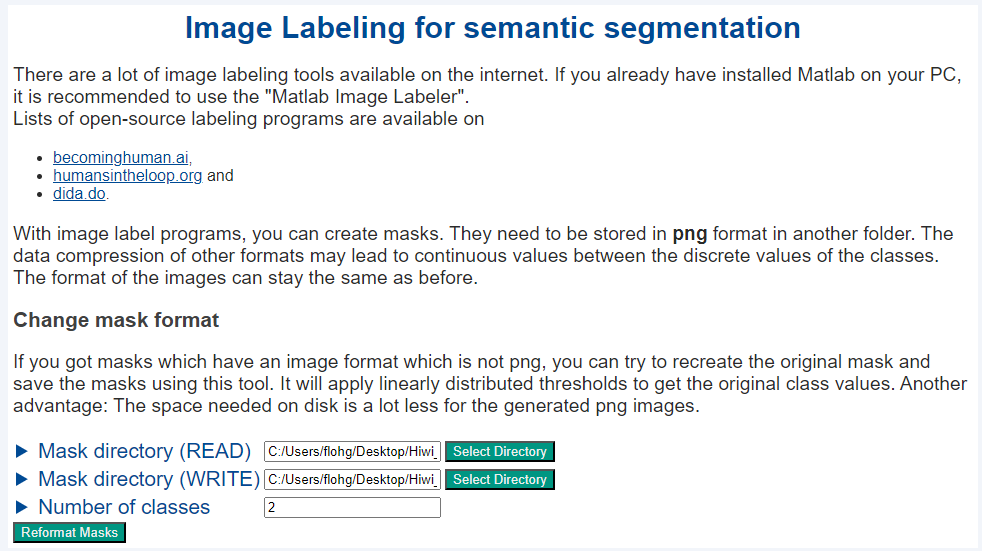 Image Labeling for semantic segmentation
There are a lot of image labeling tools available on the internet. If you already have installed Matlab on your PC,
it is recommended to use the "Matlab Image Labeler".
Lists of open-source labeling programs are available on
becominghuman.ai,
humansintheloop.org and
dida.do.
With image label programs, you can create masks. They need to be stored in png format in another folder. The
data compression of other formats may lead to continuous values between the discrete values of the classes.
The format of the images can stay the same as before.
Change mask format
If you got masks which have an image format which is not png, you can try to recreate the original mask and
save the masks using this tool. It will apply linearly distributed thresholds to get the original class values. Another
advantage: The space needed on disk is a lot less for the generated png images.
Mask directory (READ) C:/Users/flohg/Desktop/Hiwi_ Select Directory
Mask directory (WRITE) C:/Users/flohg/Desktop/Hiwi_ Select Directory
Number of classes 2
Reformat Masks